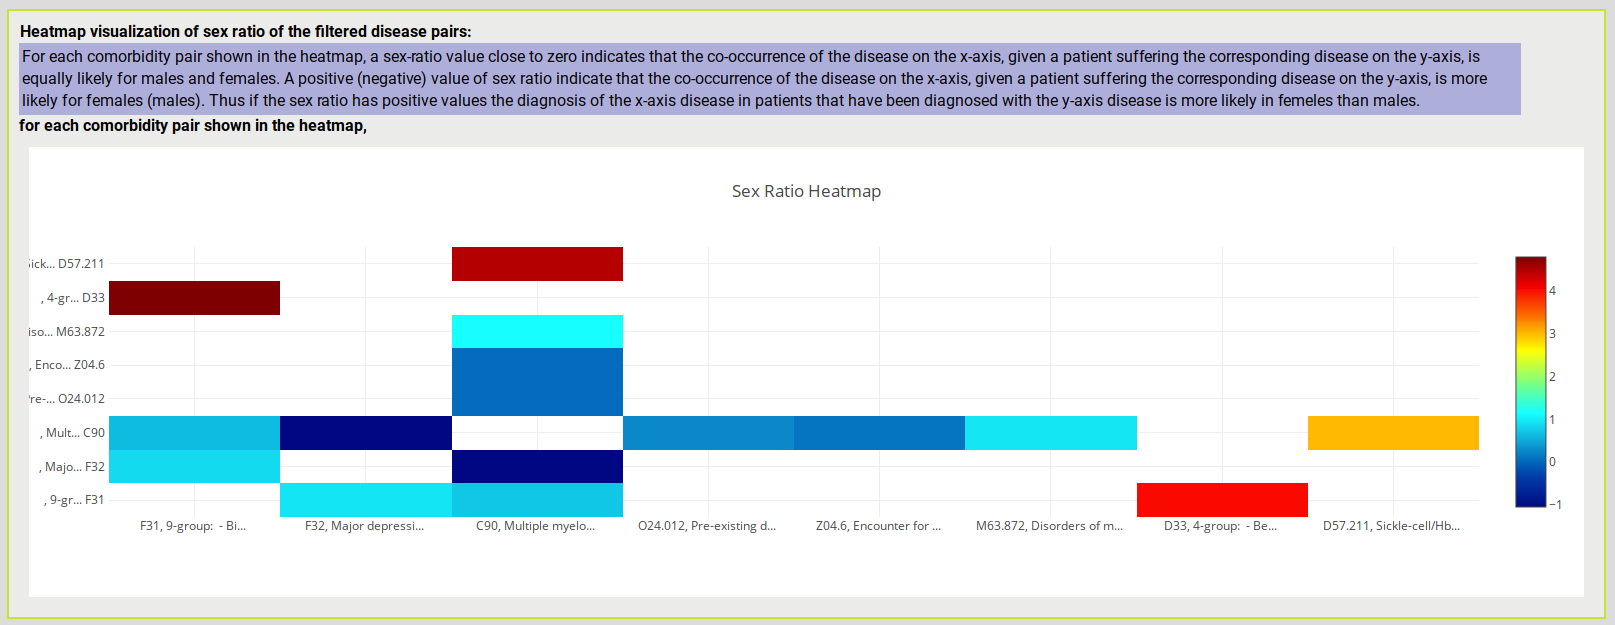 Heatmap visualization of sex ratio of the filtered disease pairs:
For each comorbidity pair shown in the heatmap, a sex-ratio value close to zero indicates that the co-occurrence of the disease on the x-axis, given a patient suffering the corresponding disease on the y-axis, is
equally likely for males and females. A positive (negative) value of sex ratio indicate that the co-occurrence of the disease on the x-axis, given a patient suffering the corresponding disease on the y-axis, is more
likely for females (males). Thus if the sex ratio has positive values the diagnosis of the x-axis disease in patients that have been diagnosed with the y-axis disease is more likely in femeles than males.
for each comorbidity pair shown in the heatmap,
Sex Ratio Heatmap
Sick... D57.211
, 4-gr... D33
iso... M63.872
, Enco... Z04.6
Pre-... O24.012
, Mult... C90
, Majo... F32
, 9-gr... F31
F31, 9-group:  - Bi...
F32, Major depressi...
C90, Multiple myelo...
O24.012, Pre-existing d...
Z04.6, Encounter for ...
M63.872, Disorders of m...
D33, 4-group:  - Be...
D57.211, Sickle-cell/Hb...
4
3
2
1
0
−1